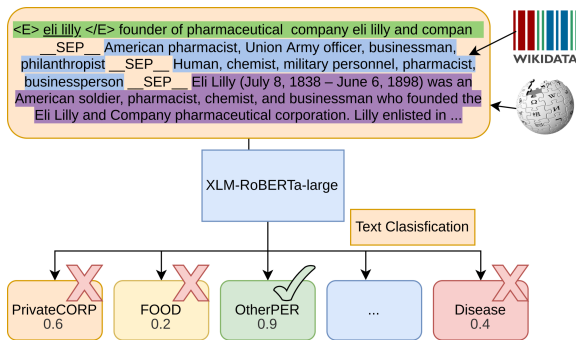 <E> eli lilly </E> founder of pharmaceutical company eli lilly and compan
__SEP__ American pharmacist, Union Army officer, businessman,
philanthropist __SEP__ Human, chemist, military personnel, pharmacist,
businessperson __SEP__ Eli Lilly (July 8, 1838 – June 6, 1898) was an
American soldier, pharmacist, chemist, and businessman who founded the
Eli Lilly and Company pharmaceutical corporation. Lilly enlisted in ...
WIKIDATA
XLM-RoBERTa-large
Text Clasisfication
PrivateCORP
0.6
FOOD
0.2
OtherPER
0.9
...
Disease
0.4